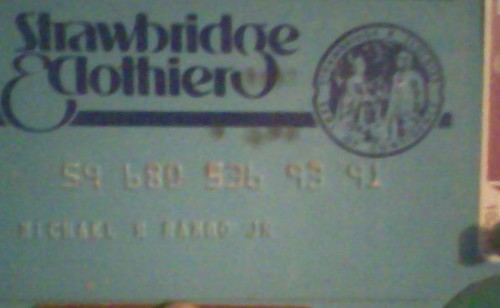 Strawbridge
& Clothier
59 680 536 93 91
MICHAEL
JR